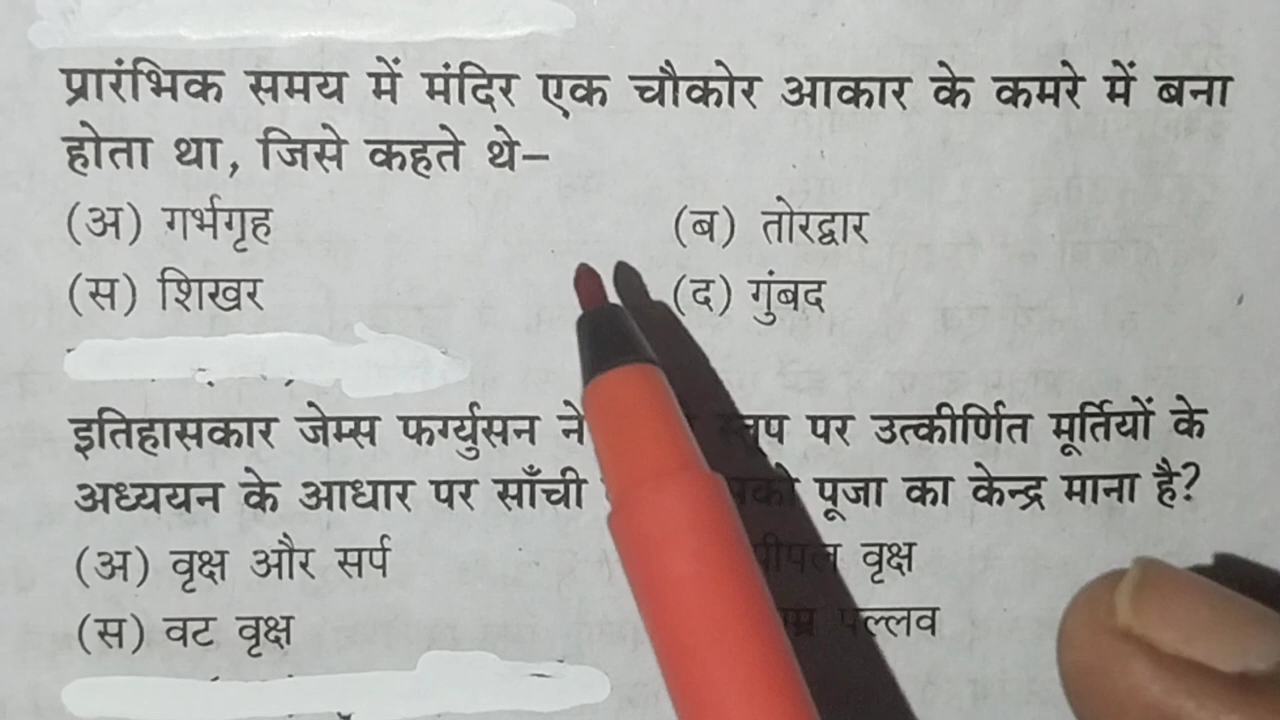 प्रारंभिक समय में मंदिर एक चौकोर आकार के कमरे में बना
होता था, जिसे कहते थे–
(अ) गर्भगृह (ब) तोरद्वार
(स) शिखर (द) गुंबद
इतिहासकार जेम्स फर्ग्युसन ने पर उत्कीर्णित मूर्तियों के
अध्ययन के आधार पर साँची पूजा का केन्द्र माना है?
(अ) वृक्ष और सर्प पीपल वृक्ष
(स) वट वृक्ष पल्लव